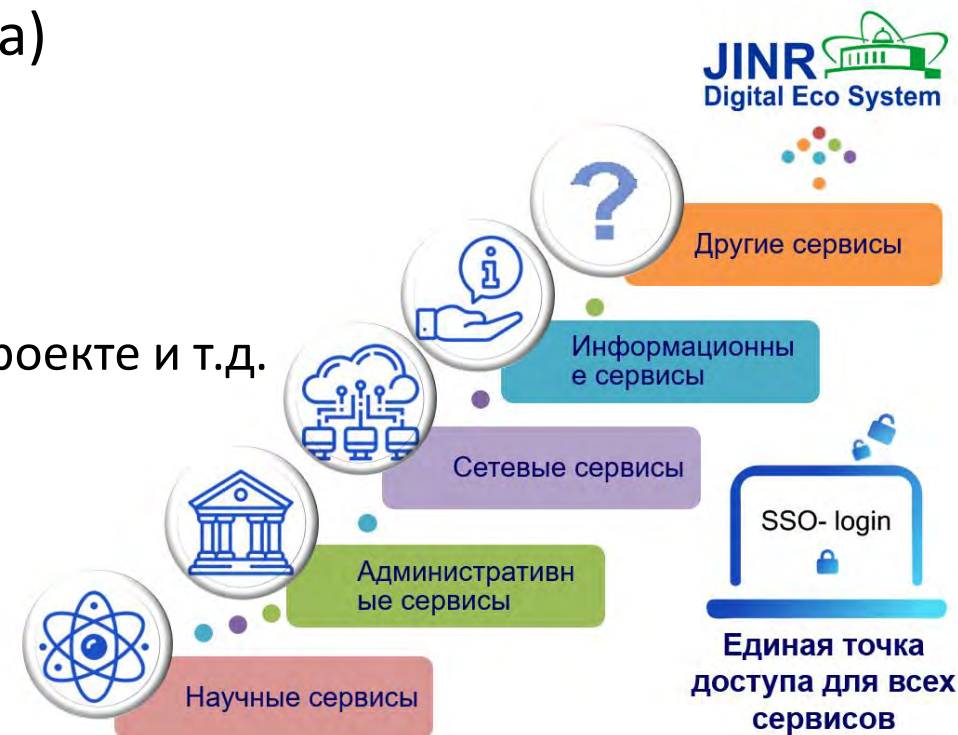 а)
JINR
Digital Eco System
Другие сервисы
роекте и т.д.
Информационны
е сервисы
Сетевые сервисы
SSO- login
Административн
ые сервисы
Единая точка
доступа для всех
сервисов
Научные сервисы